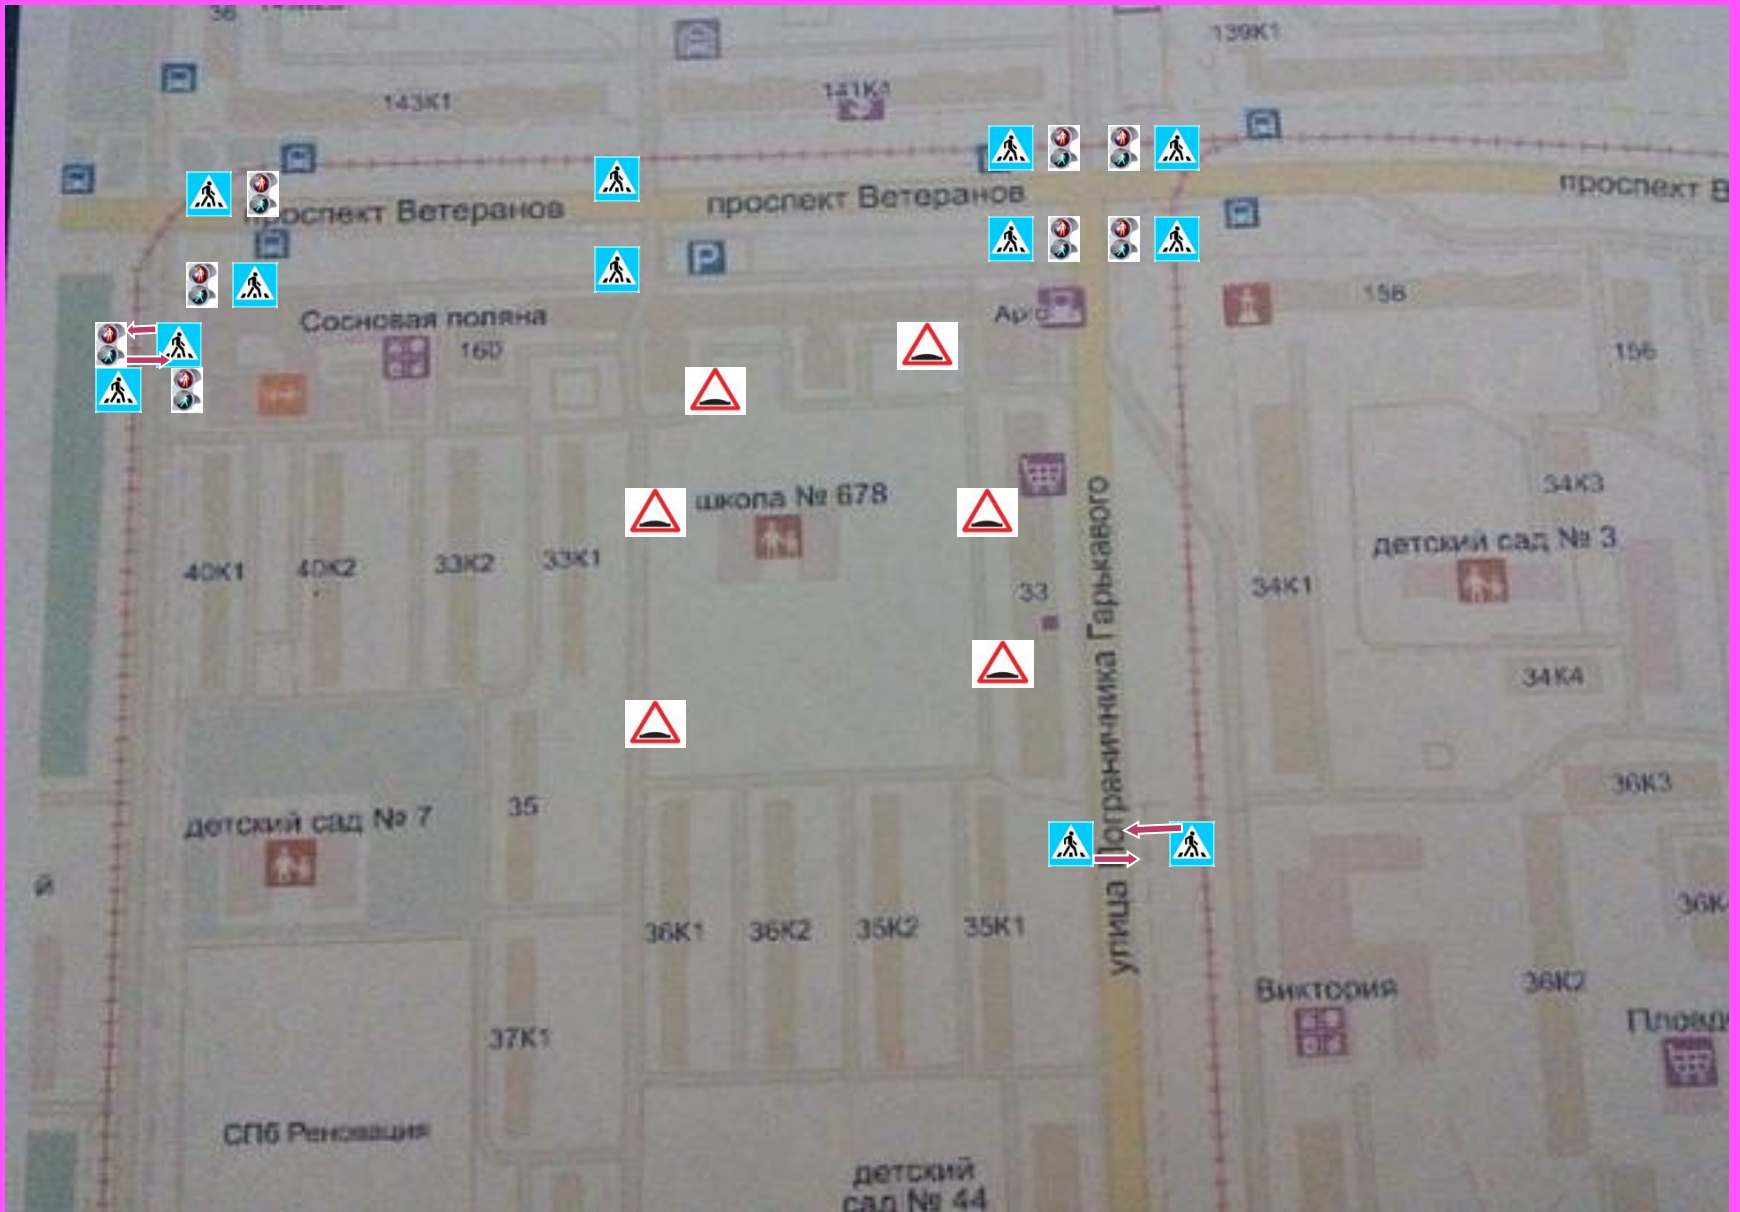 36
139К1
143К1
141К1
проспект Ветеранов
проспект Ветеранов
проспект В
P
Сосновая поляна
160
158
156
школа № 678
34К3
детский сад № 3
40К1
40К2
33К2
33К1
33
34К1
34К4
улица Пограничника Гарькавого
36К3
детский сад № 7
35
й
36К1
36К2
35К2
35К1
36К
Виктория
36К2
37К1
СПб Реновация
детский
сад № 44